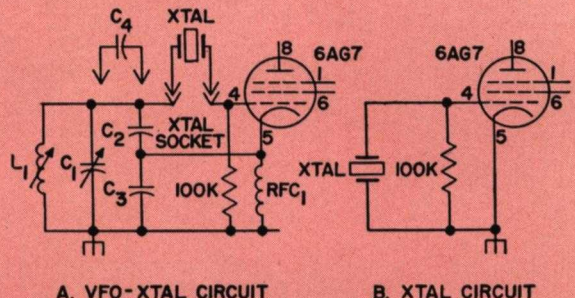 C4
XTAL
8
6AG7
1
4
6
5
C2
XTAL
SOCKET
L1
C1
C3
100K
RFC1
A. VFO-XTAL CIRCUIT
8
6AG7
1
4
6
5
XTAL
100K
B. XTAL CIRCUIT